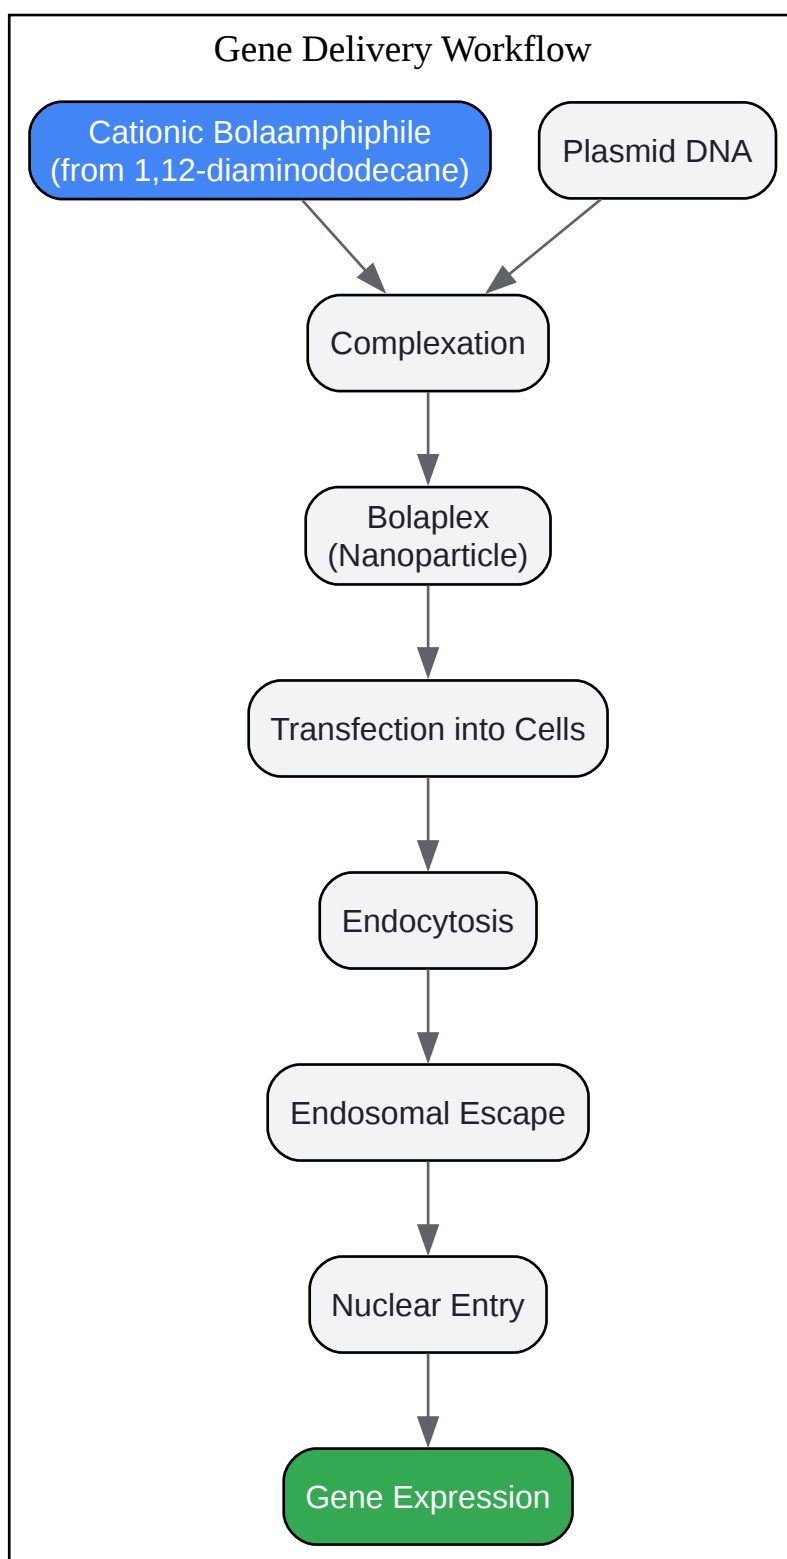 Gene Delivery Workflow
Cationic Bolaamphiphile
(from 1,12-diaminododecane)
Plasmid DNA
Complexation
Bolaplex
(Nanoparticle)
Transfection into Cells
Endocytosis
Endosomal Escape
Nuclear Entry
Gene Expression